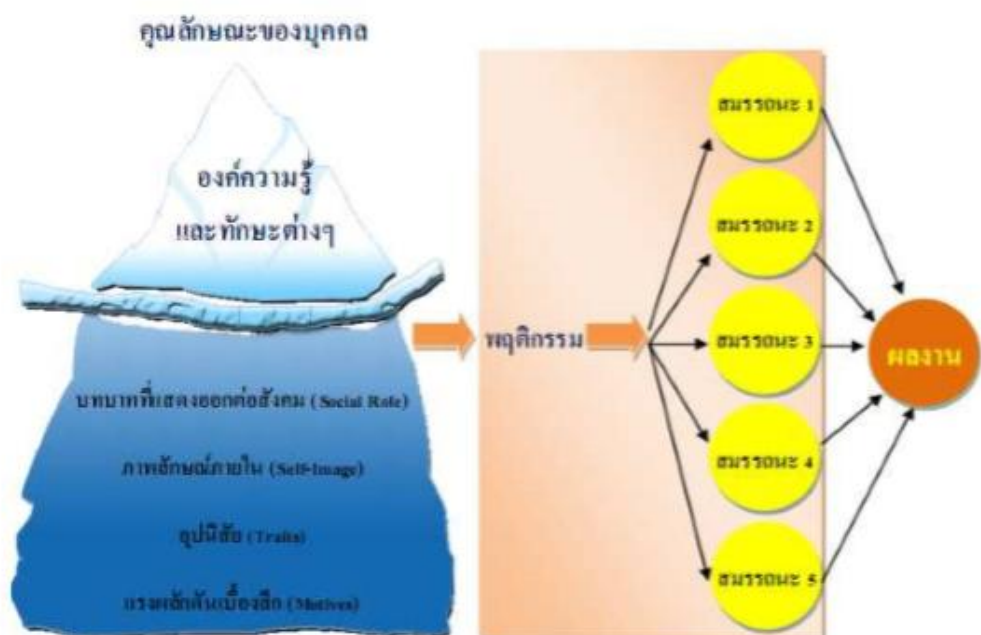 คุณลักษณะของบุคคล
องค์ความรู้
และทักษะต่างๆ
บทบาทที่แสดงออกต่อสังคม (Social Role)
ภาพลักษณ์ภายใน (Self-Image)
อุปนิสัย (Traits)
แรงผลักดันเบื้องลึก (Motives)
พฤติกรรม
สมรรถนะ 1
สมรรถนะ 2
สมรรถนะ 3
สมรรถนะ 4
สมรรถนะ 5
ผลงาน